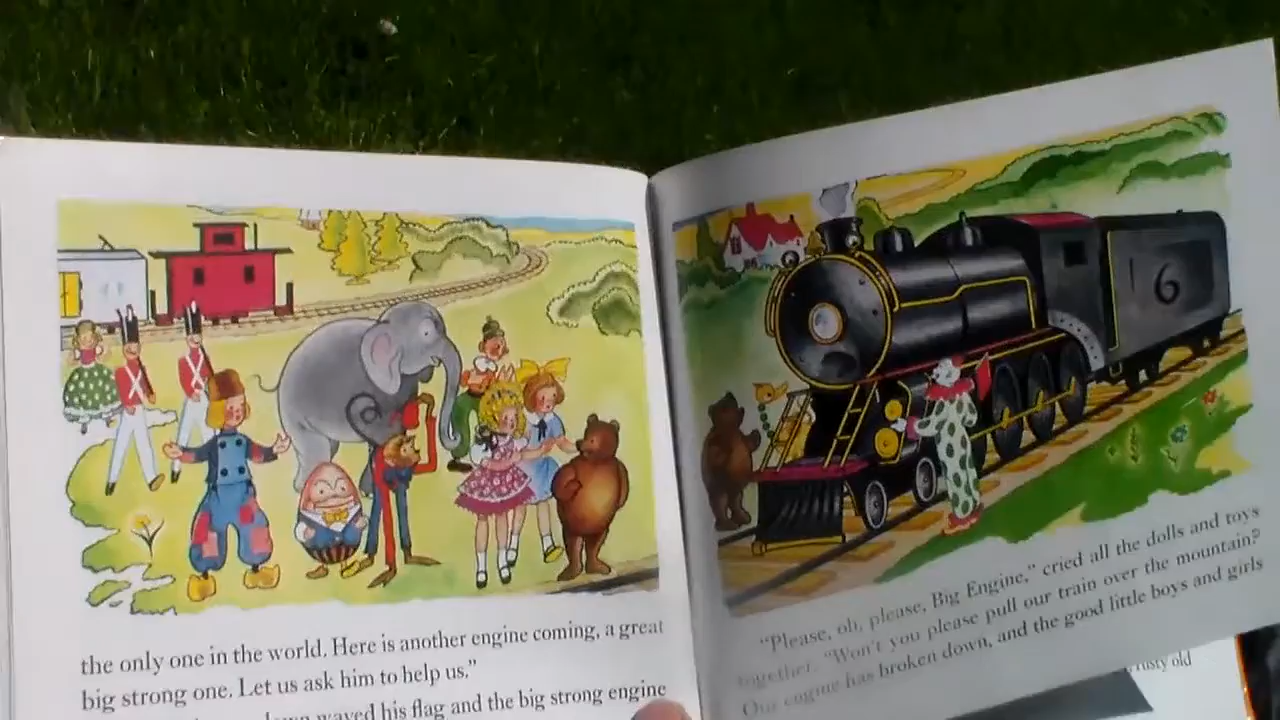 the only one in the world. Here is another engine coming, a great
big strong one. Let us ask him to help us."
waved his flag and the big strong engine
16
"Please, oh, please, Big Engine," cried all the dolls and toys
together. "Won't you please pull our train over the mountain?
Our engine has broken down, and the good little boys and girls
rusty old